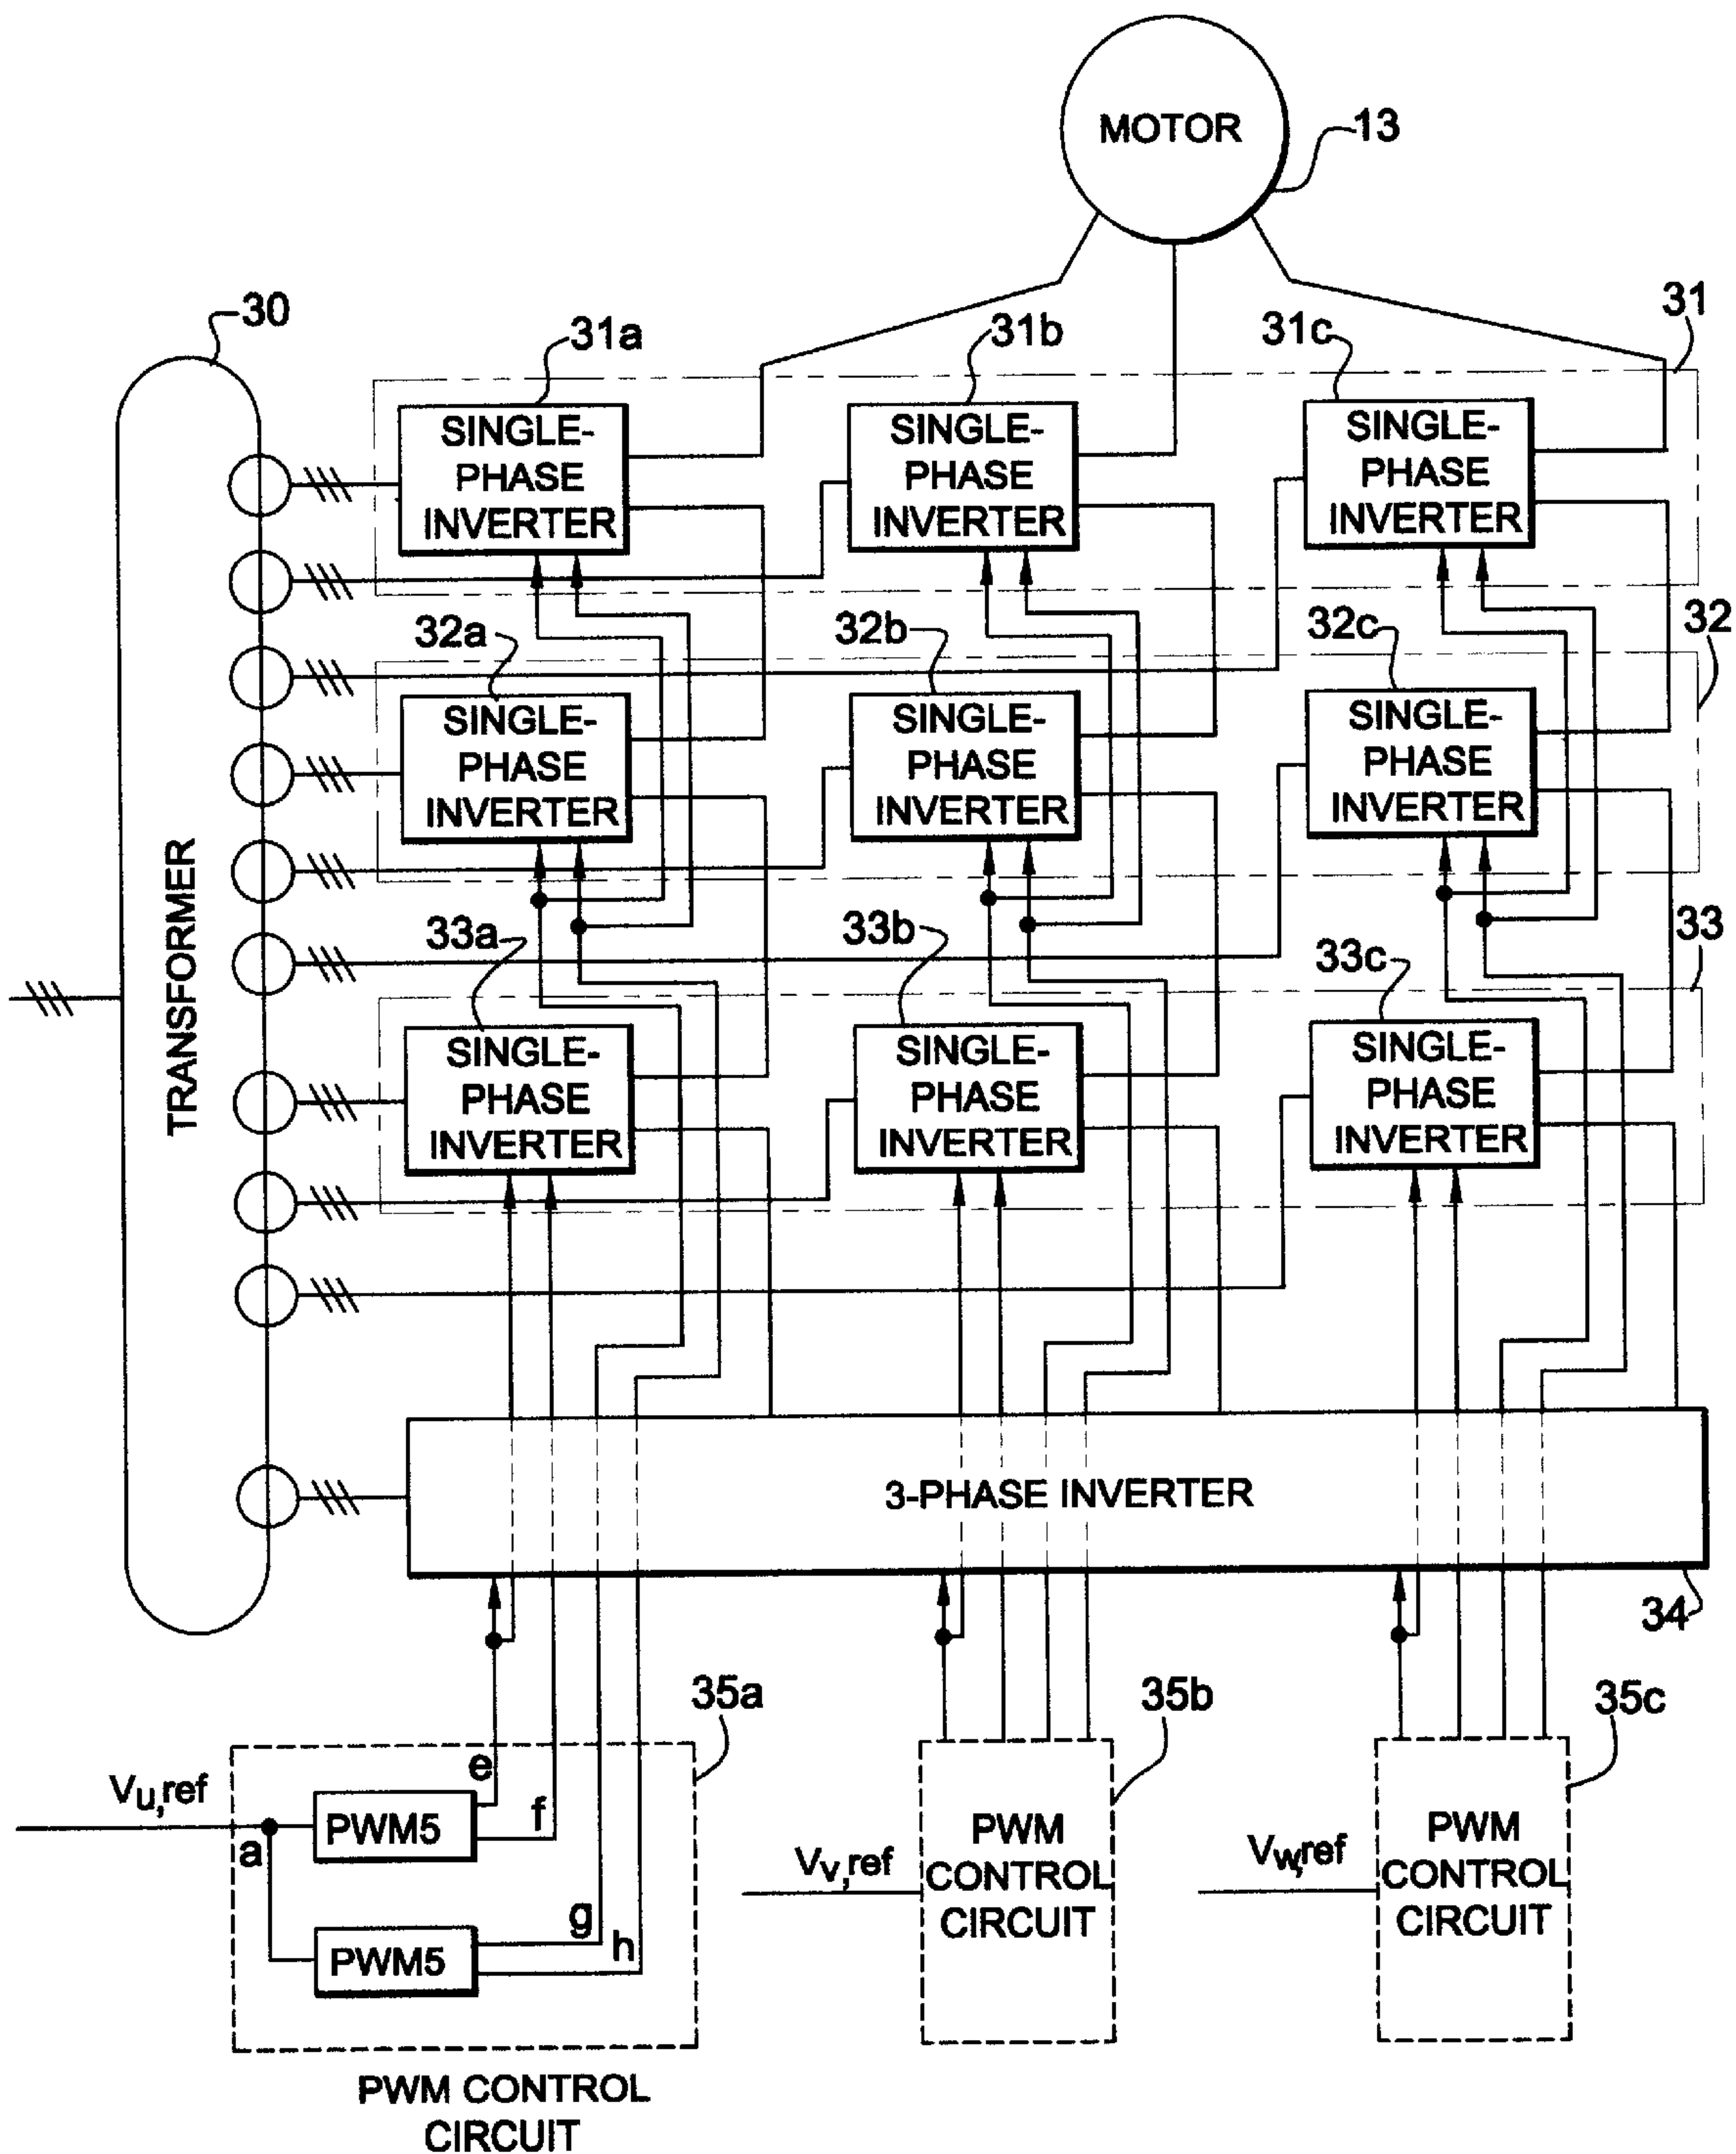 MOTOR
13
30
31a
31b
31c
31
SINGLE-
PHASE
INVERTER
SINGLE-
PHASE
INVERTER
SINGLE-
PHASE
INVERTER
32a
32b
32c
32
SINGLE-
PHASE
INVERTER
SINGLE-
PHASE
INVERTER
SINGLE-
PHASE
INVERTER
TRANSFORMER
33a
33b
33c
33
SINGLE-
PHASE
INVERTER
SINGLE-
PHASE
INVERTER
SINGLE-
PHASE
INVERTER
3-PHASE INVERTER
34
35a
35b
35c
VU,ref
a
PWM5
e
f
PWM5
g
h
PWM CONTROL
CIRCUIT
VV,ref
PWM
CONTROL
CIRCUIT
VW,ref
PWM
CONTROL
CIRCUIT